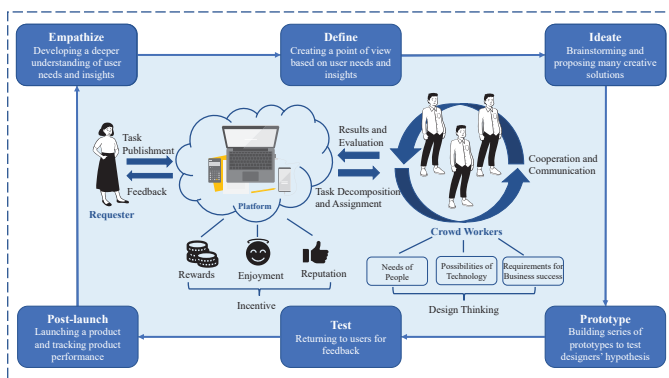 Empathize
Developing a deeper
understanding of user
needs and insights
Define
Creating a point of view
based on user needs and
insights
Ideate
Brainstorming and
proposing many creative
solutions
Task
Publishment
Feedback
Requester
Platform
Results and
Evaluation
Task Decomposition
and Assignment
Cooperation and
Communication
Crowd Workers
Rewards
Enjoyment
Reputation
Incentive
Needs of
People
Possibilities of
Technology
Requirements for
Business success
Design Thinking
Post-launch
Launching a product
and tracking product
performance
Test
Returning to users for
feedback
Prototype
Building series of
prototypes to test
designers' hypothesis